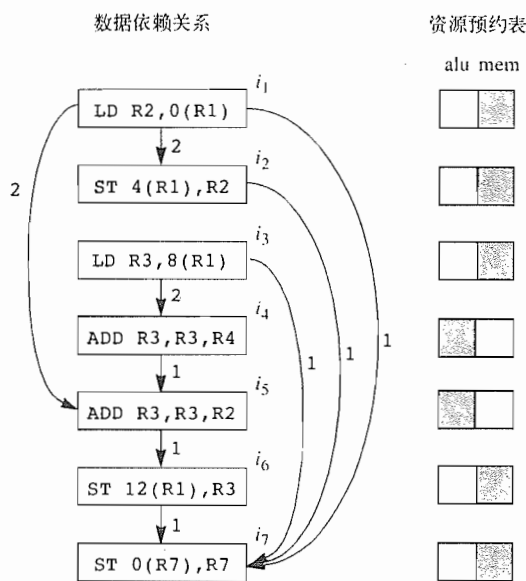 数据依赖关系
资源预约表
alu mem
i1
LD R2,0(R1)
2
i2
2
ST 4(R1),R2
i3
LD R3,8(R1)
2
i4
ADD R3,R3,R4
1
1
1
1
i5
ADD R3,R3,R2
1
i6
ST 12(R1),R3
1
i7
ST 0(R7),R7